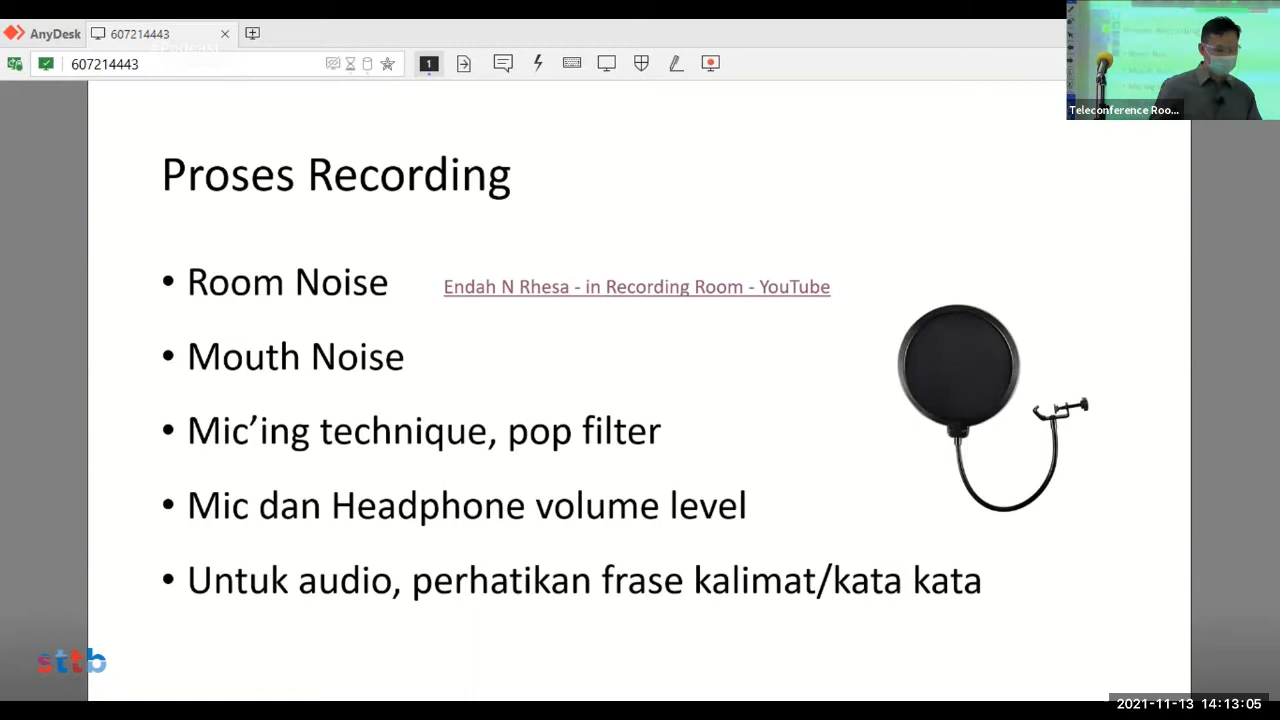 AnyDesk
607214443
#Podcast
607214443
1
Teleconference Roo...
Proses Recording
• Room Noise
Endah N Rhesa - in Recording Room - YouTube
• Mouth Noise
• Mic’ing technique, pop filter
• Mic dan Headphone volume level
• Untuk audio, perhatikan frase kalimat/kata kata
sttb
2021-11-13 14:13:05